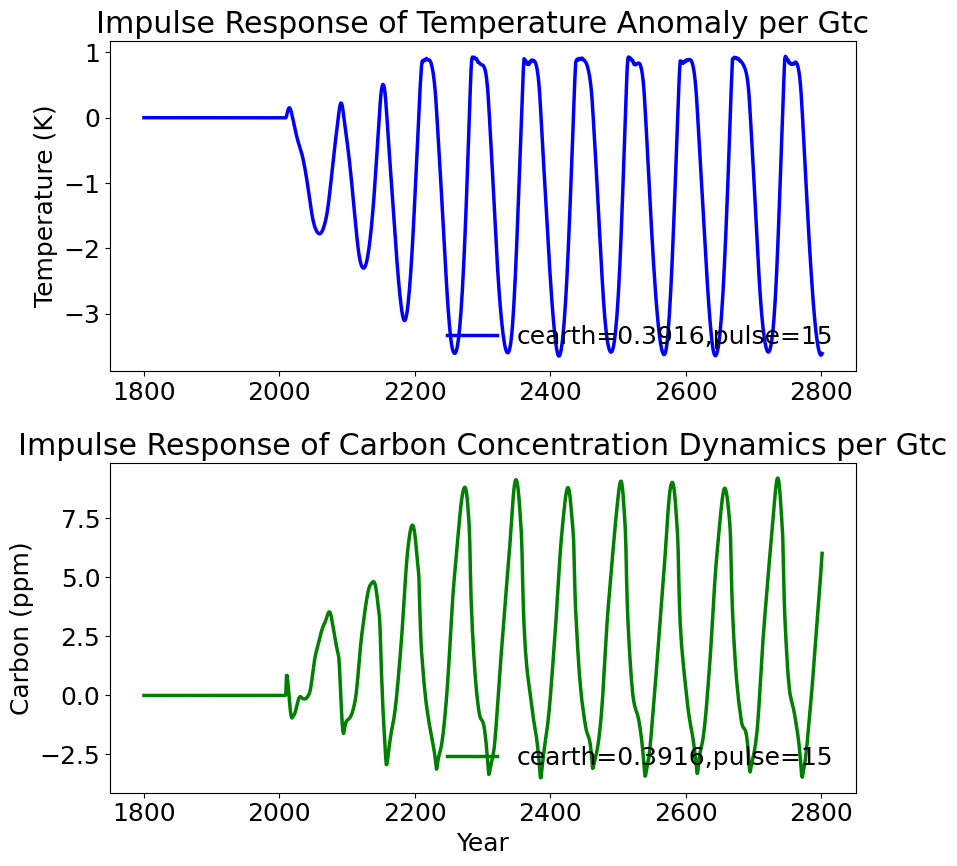 Impulse Response of Temperature Anomaly per Gtc
1
0
−1
−2
−3
Temperature (K)
cearth=0.3916,pulse=15
1800 2000 2200 2400 2600 2800
Impulse Response of Carbon Concentration Dynamics per Gtc
7.5
5.0
2.5
0.0
−2.5
Carbon (ppm)
cearth=0.3916,pulse=15
1800 2000 2200 2400 2600 2800
Year